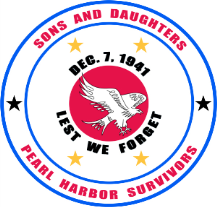 SONS AND DAUGHTERS
DEC. 7, 1941
LEST WE FORGET
PEARL HARBOR SURVIVORS